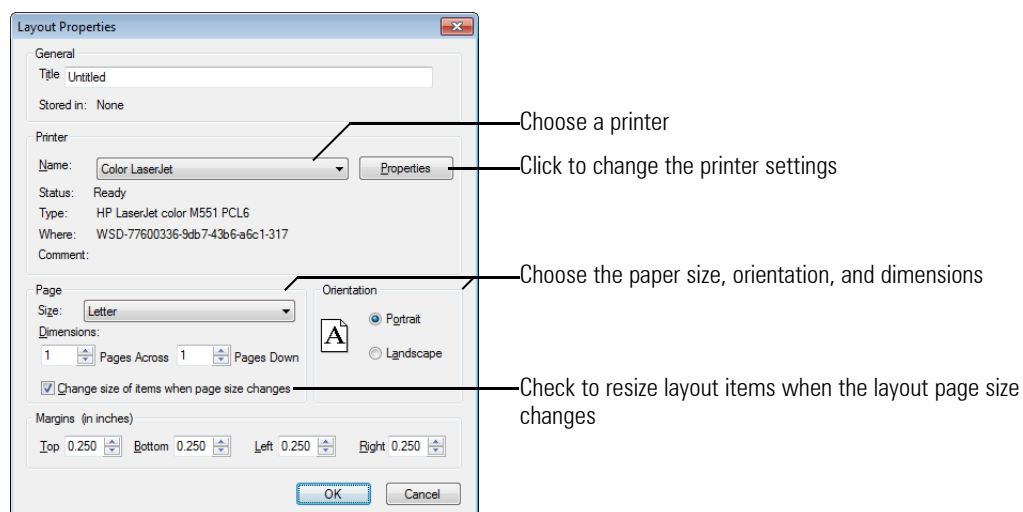 Layout Properties
General
Title Untitled
Stored in: None
Printer
Name: Color LaserJet Properties
Status: Ready
Type: HP LaserJet color M551 PCL6
Where: WSD-77600336-9db7-43b6-a6c1-317
Comment:
Page
Size: Letter
Dimensions:
1 Pages Across 1 Pages Down
Change size of items when page size changes
Orientation
A
Portrait
Landscape
Margins (in inches)
Top 0.250 Bottom 0.250 Left 0.250 Right 0.250
OK Cancel
Choose a printer
Click to change the printer settings
Choose the paper size, orientation, and dimensions
Check to resize layout items when the layout page size
changes